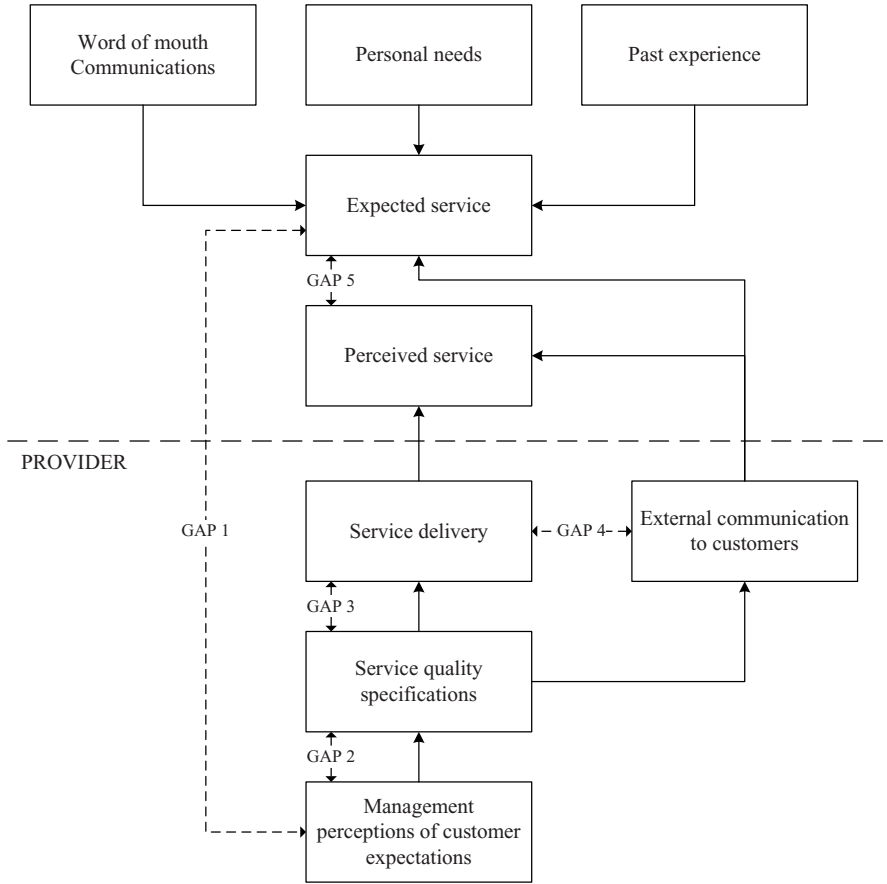 Word of mouth
Communications
Personal needs
Past experience
Expected service
GAP 5
Perceived service
PROVIDER
GAP 1
Service delivery
GAP 4
External communication
to customers
GAP 3
Service quality
specifications
GAP 2
Management
perceptions of customer
expectations